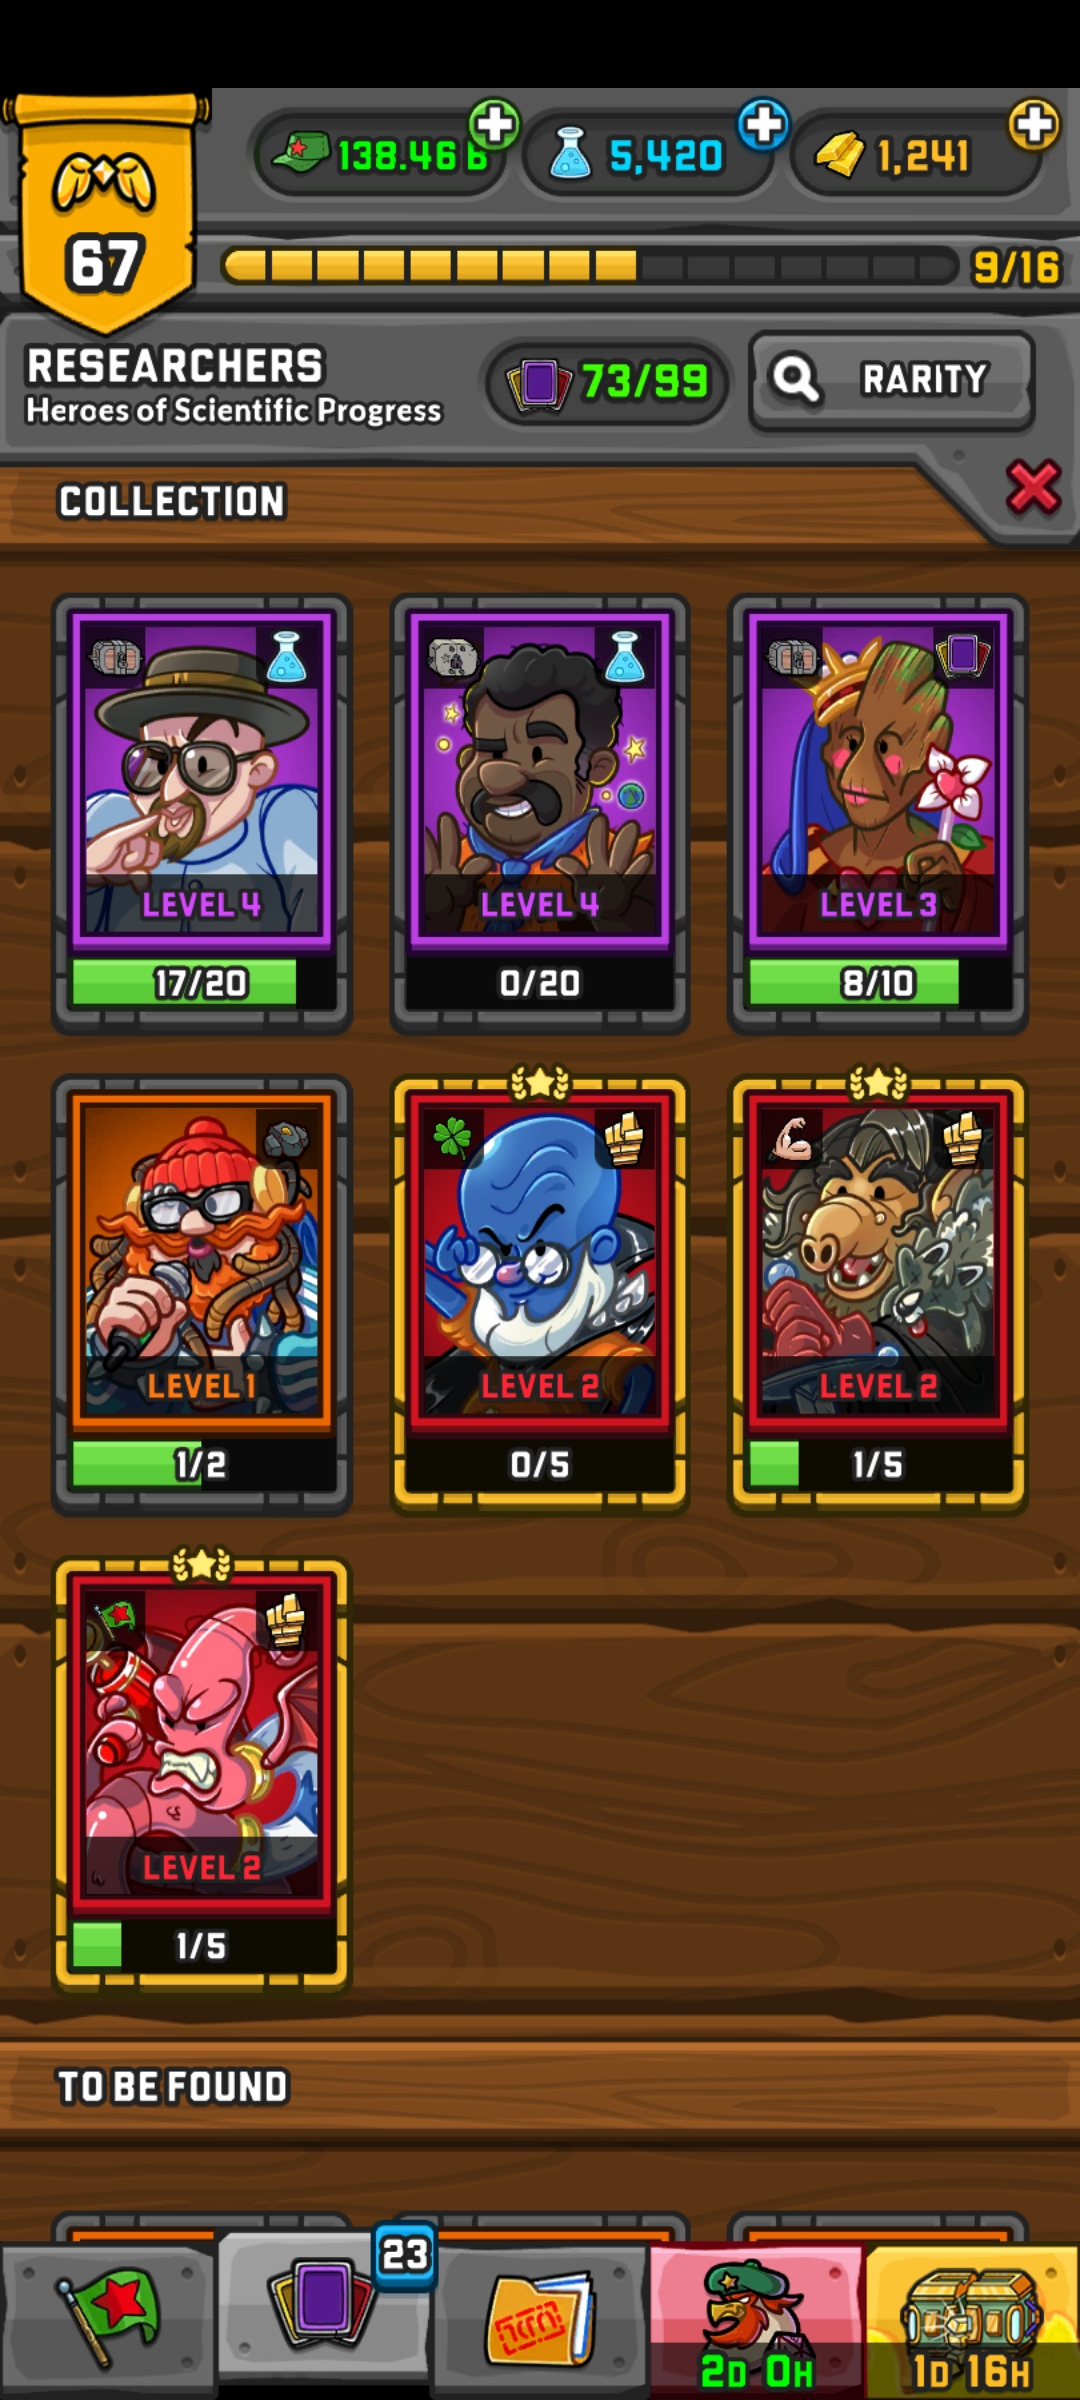 138.46 B
5,420
1,241
67
9/16
RESEARCHERS
Heroes of Scientific Progress
73/99
RARITY
COLLECTION
LEVEL 4
LEVEL 4
LEVEL 3
17/20
0/20
8/10
LEVEL 1
LEVEL 2
LEVEL 2
1/2
0/5
1/5
LEVEL 2
1/5
TO BE FOUND
23
2D 0H
1D 16H